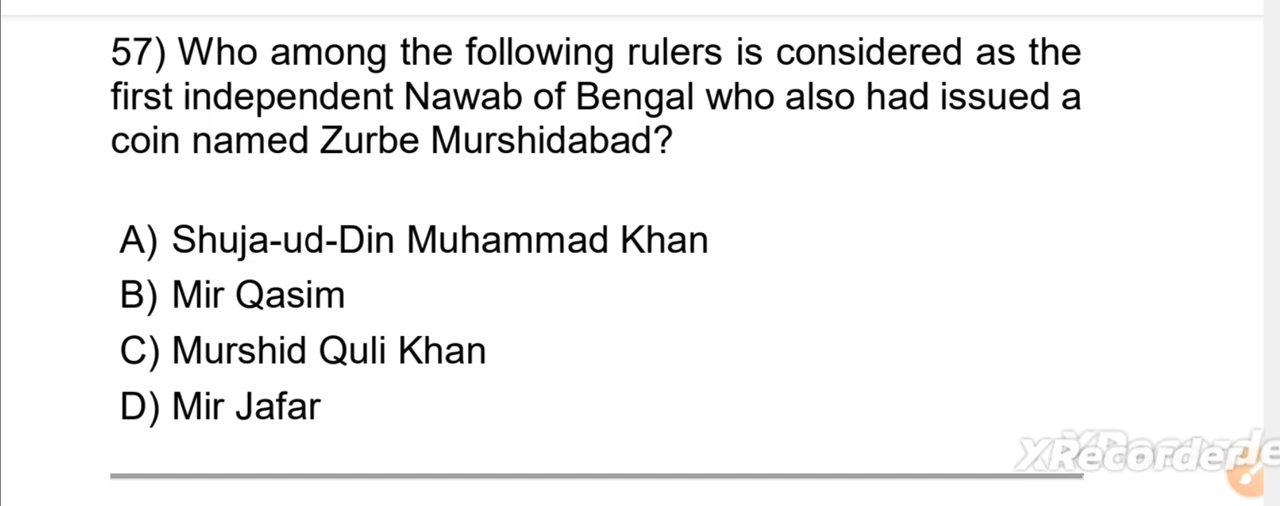 57) Who among the following rulers is considered as the
first independent Nawab of Bengal who also had issued a
coin named Zurbe Murshidabad?
A) Shuja-ud-Din Muhammad Khan
B) Mir Qasim
C) Murshid Quli Khan
D) Mir Jafar
XRecorder